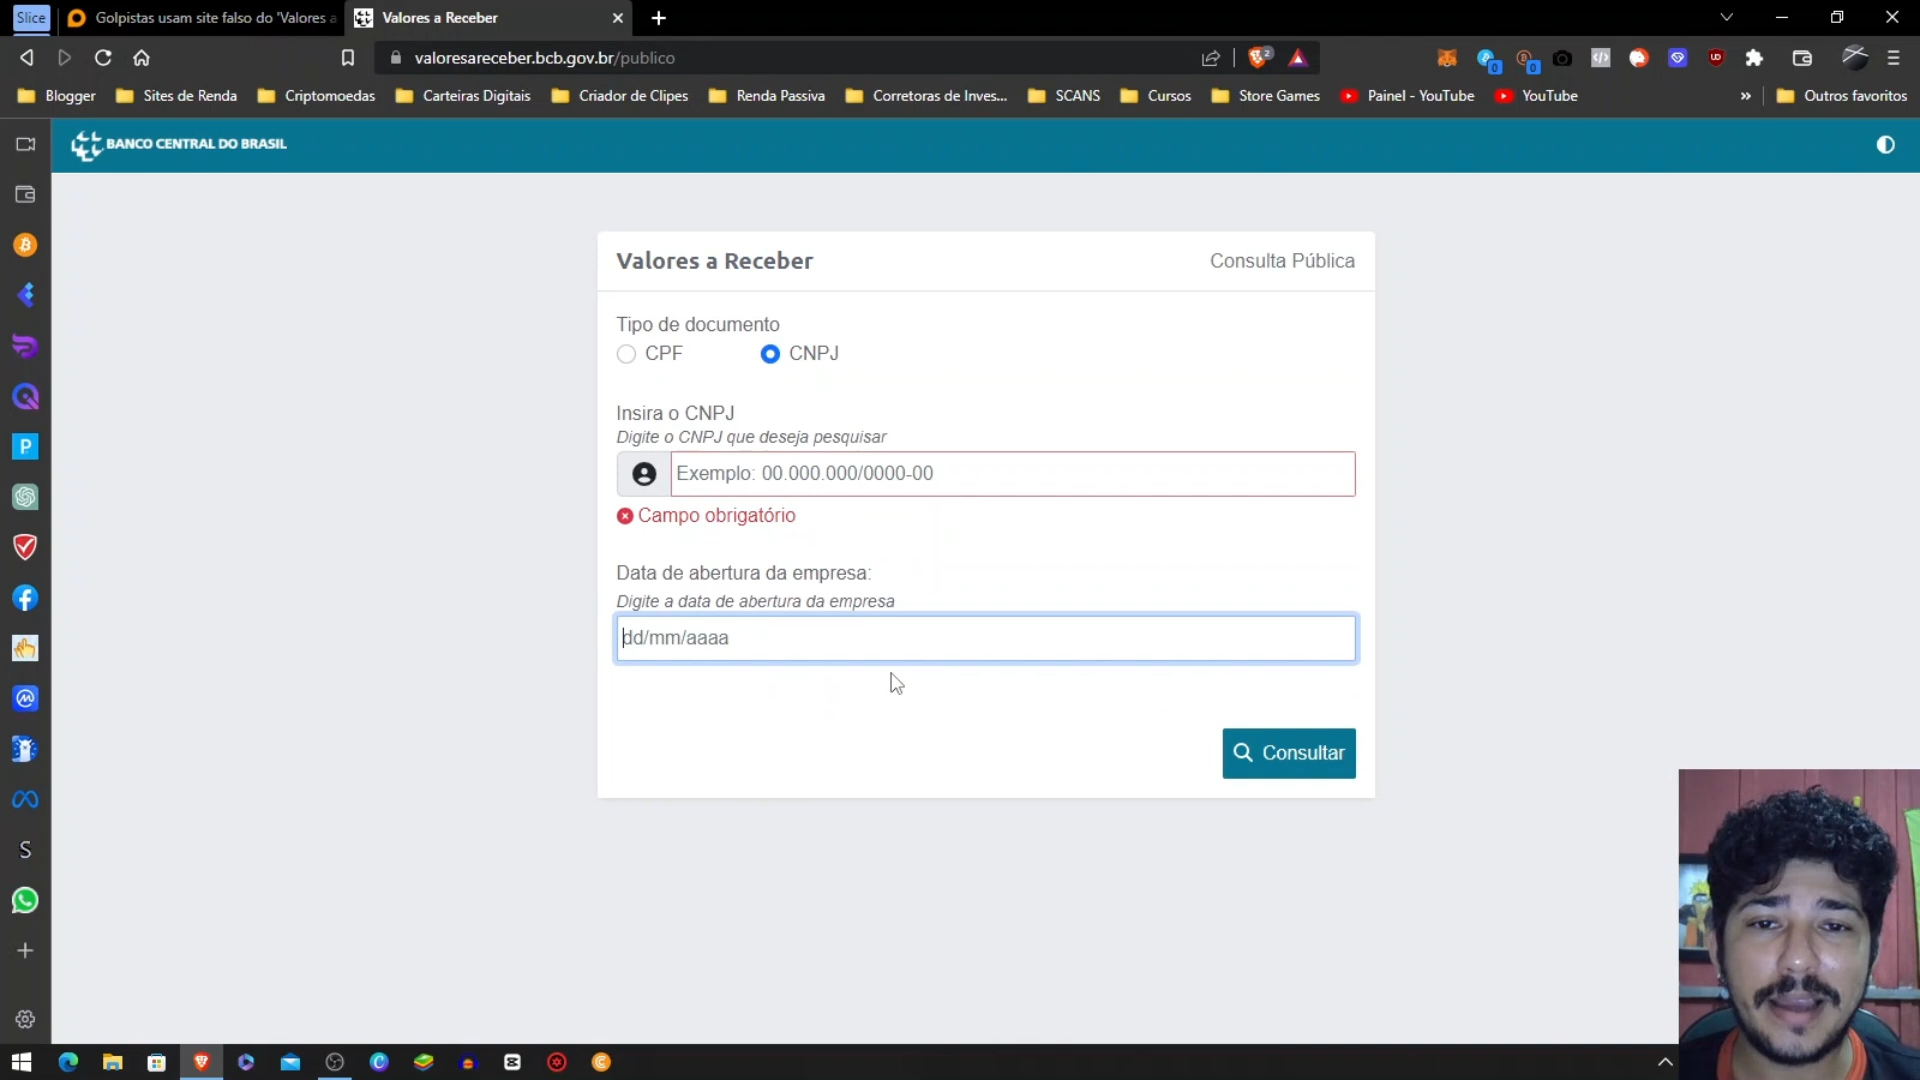 Slice
Golpistas usam site falso do 'Valores a
Valores a Receber
valoresareceber.bcb.gov.br/publico
2
0
0
Blogger
Sites de Renda
Criptomoedas
Carteiras Digitais
Criador de Clipes
Renda Passiva
Corretoras de Inves...
SCANS
Cursos
Store Games
Painel - YouTube
YouTube
»
Outros favoritos
BANCO CENTRAL DO BRASIL
Valores a Receber
Consulta Pública
Tipo de documento
CPF
CNPJ
Insira o CNPJ
Digite o CNPJ que deseja pesquisar
Exemplo: 00.000.000/0000-00
Campo obrigatório
Data de abertura da empresa:
Digite a data de abertura da empresa
dd/mm/aaaa
Consultar